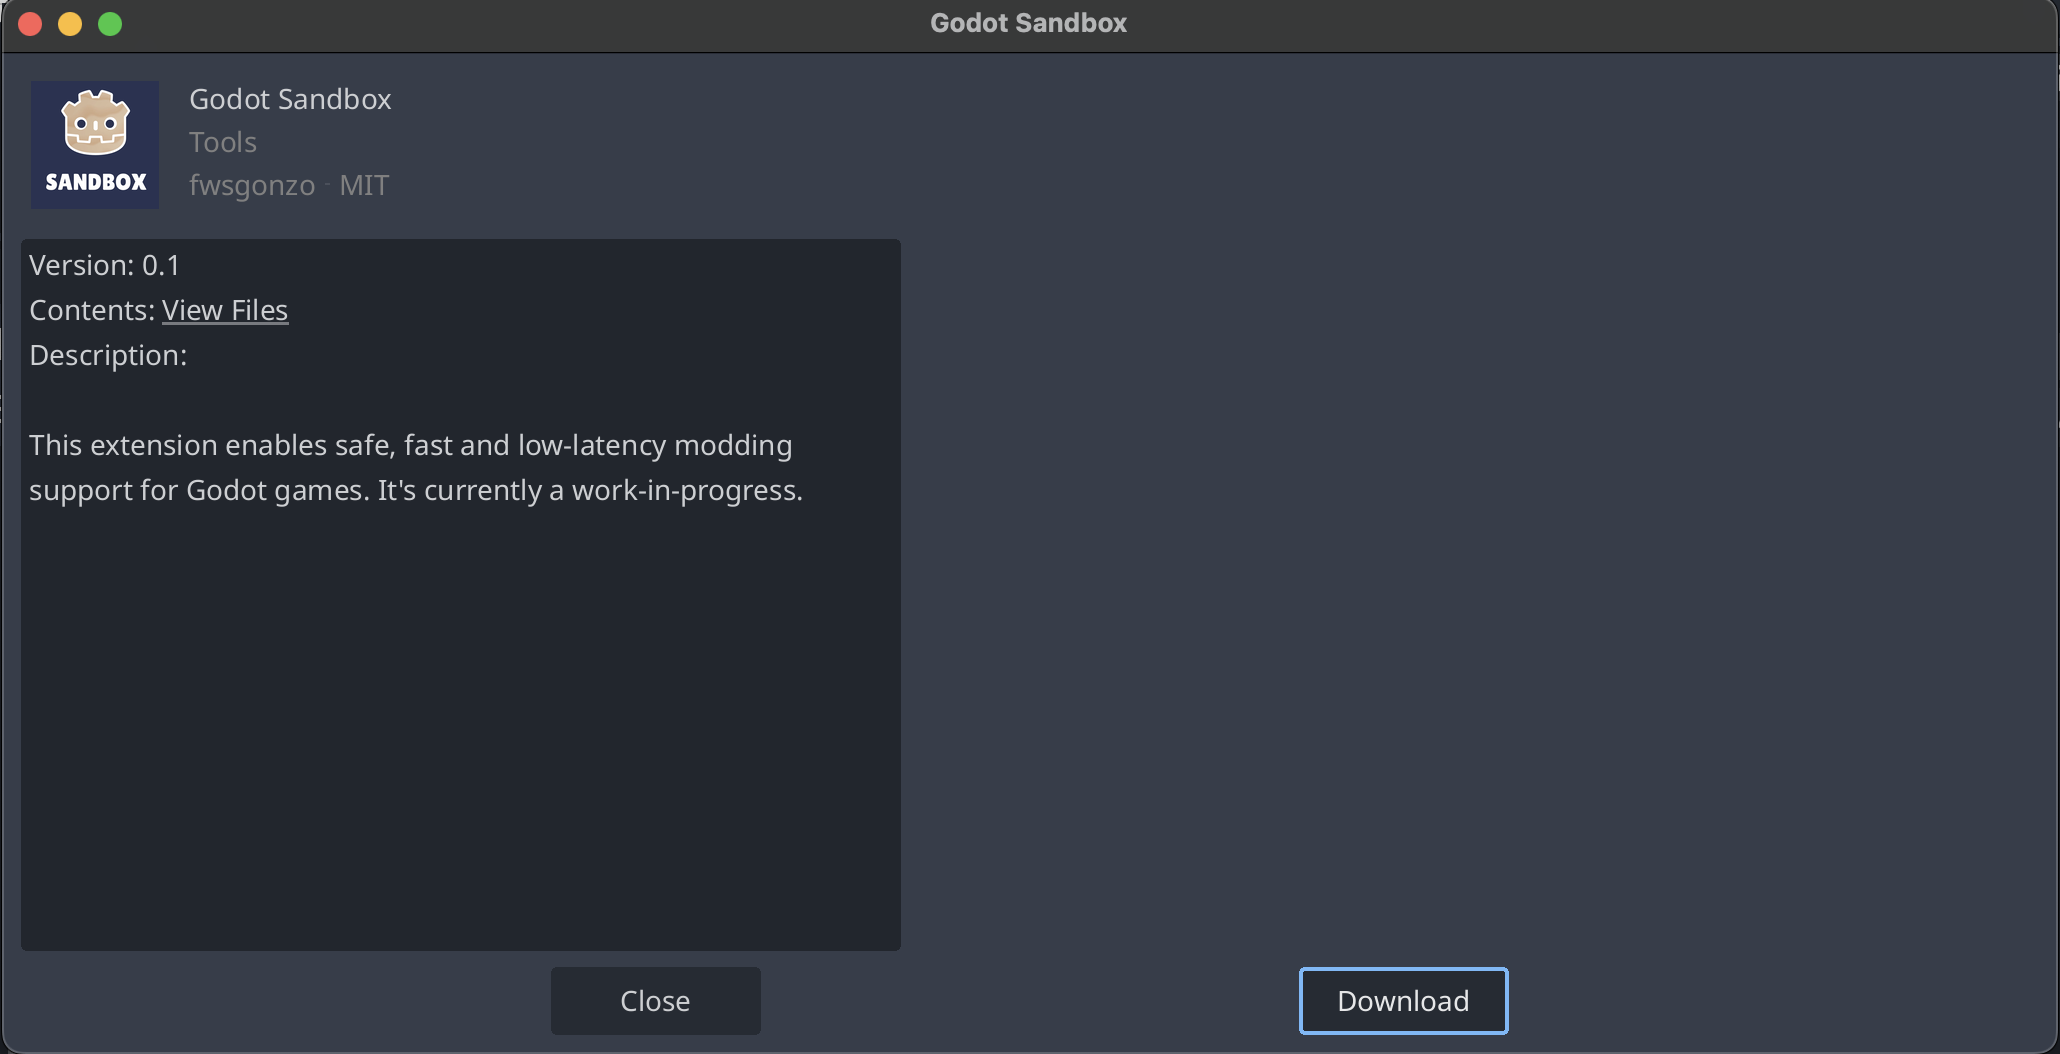 Godot Sandbox
SANDBOX
Godot Sandbox
Tools
fwsgonzo - MIT
Version: 0.1
Contents: View Files
Description:
This extension enables safe, fast and low-latency modding
support for Godot games. It's currently a work-in-progress.
Close
Download